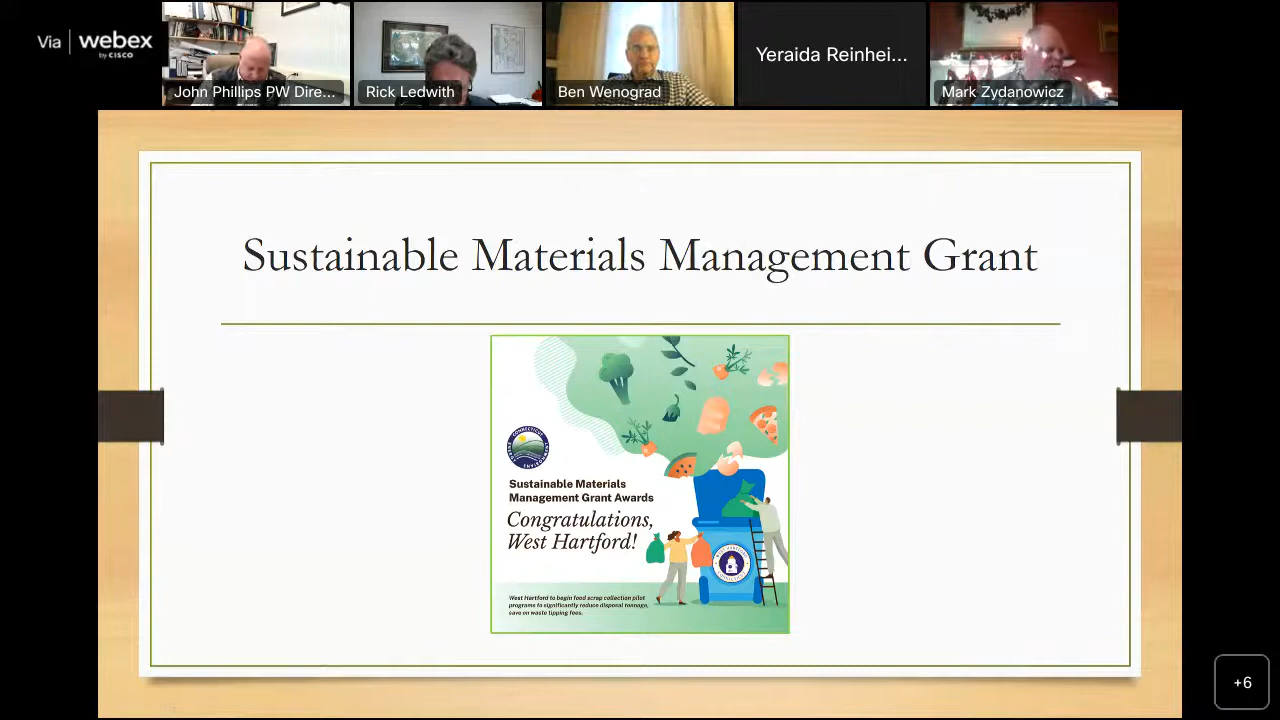 Via webex
by CISCO
John Phillips PW Dire...
Rick Ledwith
Ben Wenograd
Yeraida Reinhei...
Mark Zydanowicz
Sustainable Materials Management Grant
Sustainable Materials
Management Grant Awards
Congratulations,
West Hartford!
West Hartford to begin food scrap collection pilot
programs to significantly reduce disposal tonnage,
save on waste tipping fees.
+6